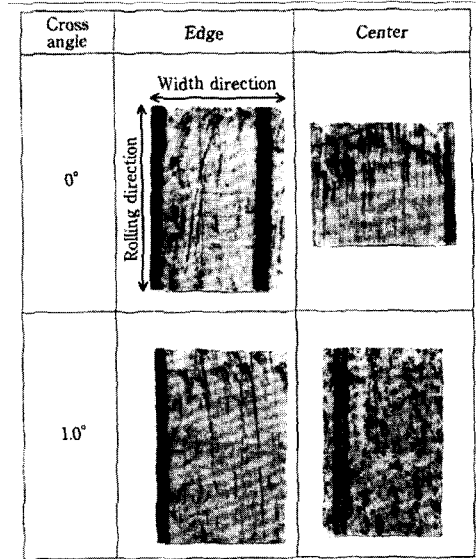 Cross
angle
Edge
Center
Width direction
Rolling direction
0°
1.0°